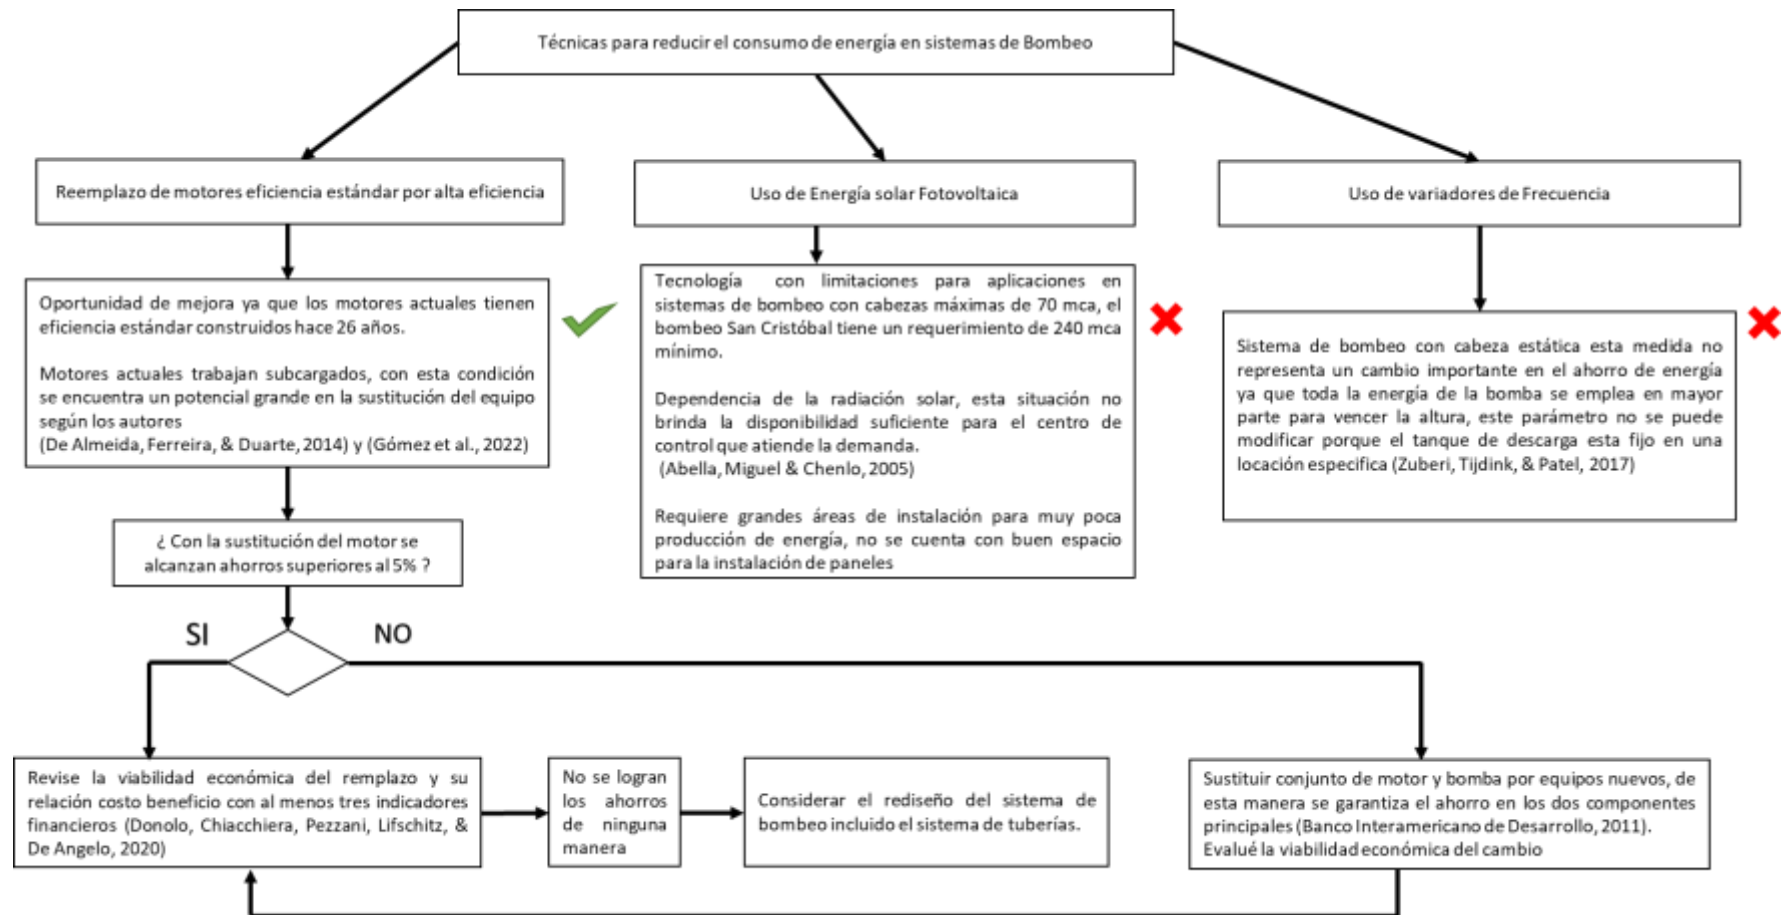 Técnicas para reducir el consumo de energía en sistemas de Bombeo
Reemplazo de motores eficiencia estándar por alta eficiencia
Uso de Energía solar Fotovoltaica
Uso de variadores de Frecuencia
Oportunidad de mejora ya que los motores actuales tienen
eficiencia estándar construidos hace 26 años.
Motores actuales trabajan subcargados, con esta condición
se encuentra un potencial grande en la sustitución del equipo
según los autores
(De Almeida, Ferreira, & Duarte, 2014) y (Gómez et al., 2022)
Tecnología con limitaciones para aplicaciones en
sistemas de bombeo con cabezas máximas de 70 mca, el
bombeo San Cristóbal tiene un requerimiento de 240 mca
mínimo.
Dependencia de la radiación solar, esta situación no
brinda la disponibilidad suficiente para el centro de
control que atiende la demanda.
(Abella, Miguel & Chenlo, 2005)
Requiere grandes áreas de instalación para muy poca
producción de energía, no se cuenta con buen espacio
para la instalación de paneles
Sistema de bombeo con cabeza estática esta medida no
representa un cambio importante en el ahorro de energía
ya que toda la energía de la bomba se emplea en mayor
parte para vencer la altura, este parámetro no se puede
modificar porque el tanque de descarga esta fijo en una
locación especifica (Zuberi, Tijdink, & Patel, 2017)
¿ Con la sustitución del motor se
alcanzan ahorros superiores al 5% ?
SI
NO
Revise la viabilidad económica del remplazo y su
relación costo beneficio con al menos tres indicadores
financieros (Donolo, Chiacchiera, Pezzani, Lifschitz, &
De Angelo, 2020)
No se logran
los ahorros
de ninguna
manera
Considerar el rediseño del sistema de
bombeo incluido el sistema de tuberías.
Sustituir conjunto de motor y bomba por equipos nuevos, de
esta manera se garantiza el ahorro en los dos componentes
principales (Banco Interamericano de Desarrollo, 2011).
Evalué la viabilidad económica del cambio